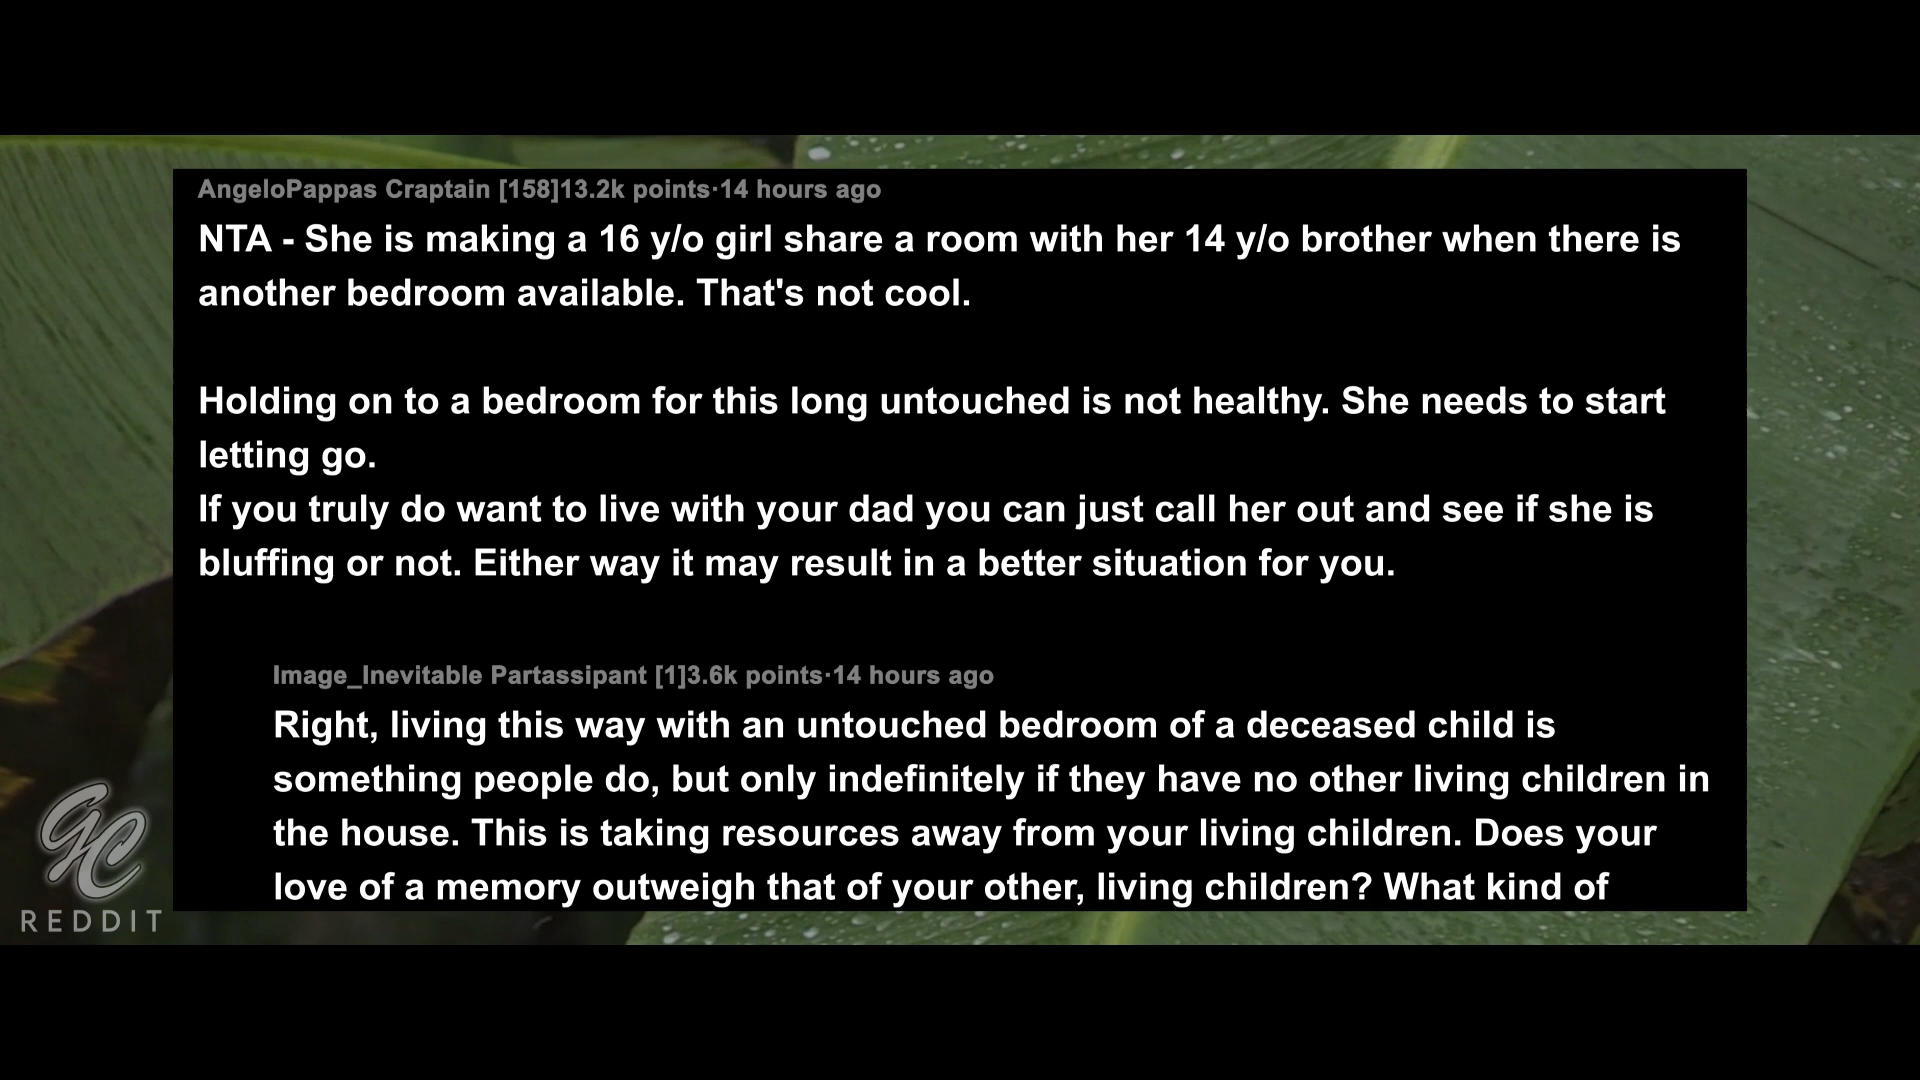 AngeloPappas Craptain [158]13.2k points·14 hours ago
NTA - She is making a 16 y/o girl share a room with her 14 y/o brother when there is
another bedroom available. That's not cool.
Holding on to a bedroom for this long untouched is not healthy. She needs to start
letting go.
If you truly do want to live with your dad you can just call her out and see if she is
bluffing or not. Either way it may result in a better situation for you.
Image_Inevitable Partassipant [1]3.6k points·14 hours ago
Right, living this way with an untouched bedroom of a deceased child is
something people do, but only indefinitely if they have no other living children in
the house. This is taking resources away from your living children. Does your
love of a memory outweigh that of your other, living children? What kind of
GC
REDDIT